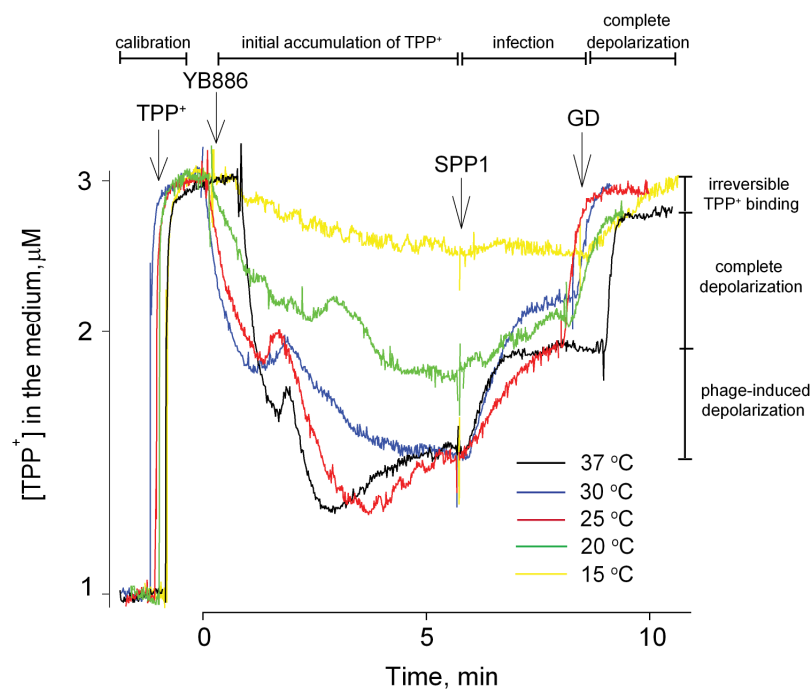 complete
calibration initial accumulation of TPP⁺ infection depolarization
YB886
TPP⁺ GD
SPP1
3
irreversible
TPP⁺ binding
complete
depolarization
2
phage-induced
depolarization
[TPP⁺] in the medium,μM
37 °C
30 °C
25 °C
20 °C
15 °C
1
0 5 10
Time, min